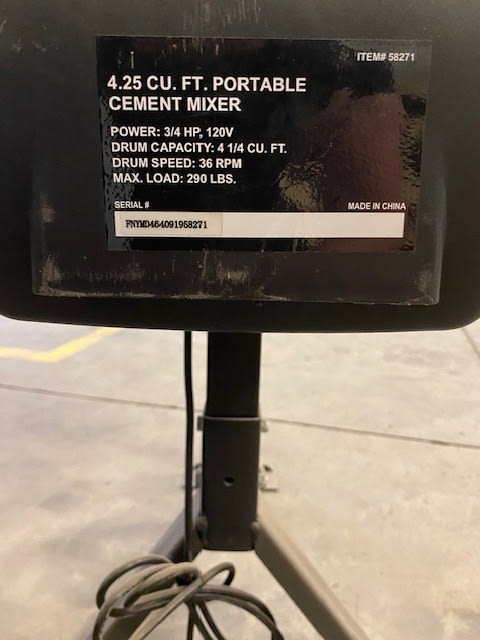 ITEM# 58271
4.25 CU. FT. PORTABLE
CEMENT MIXER
POWER: 3/4 HP, 120V
DRUM CAPACITY: 4 1/4 CU. FT.
DRUM SPEED: 36 RPM
MAX. LOAD: 290 LBS.
SERIAL # MADE IN CHINA
FNYMD464091958271